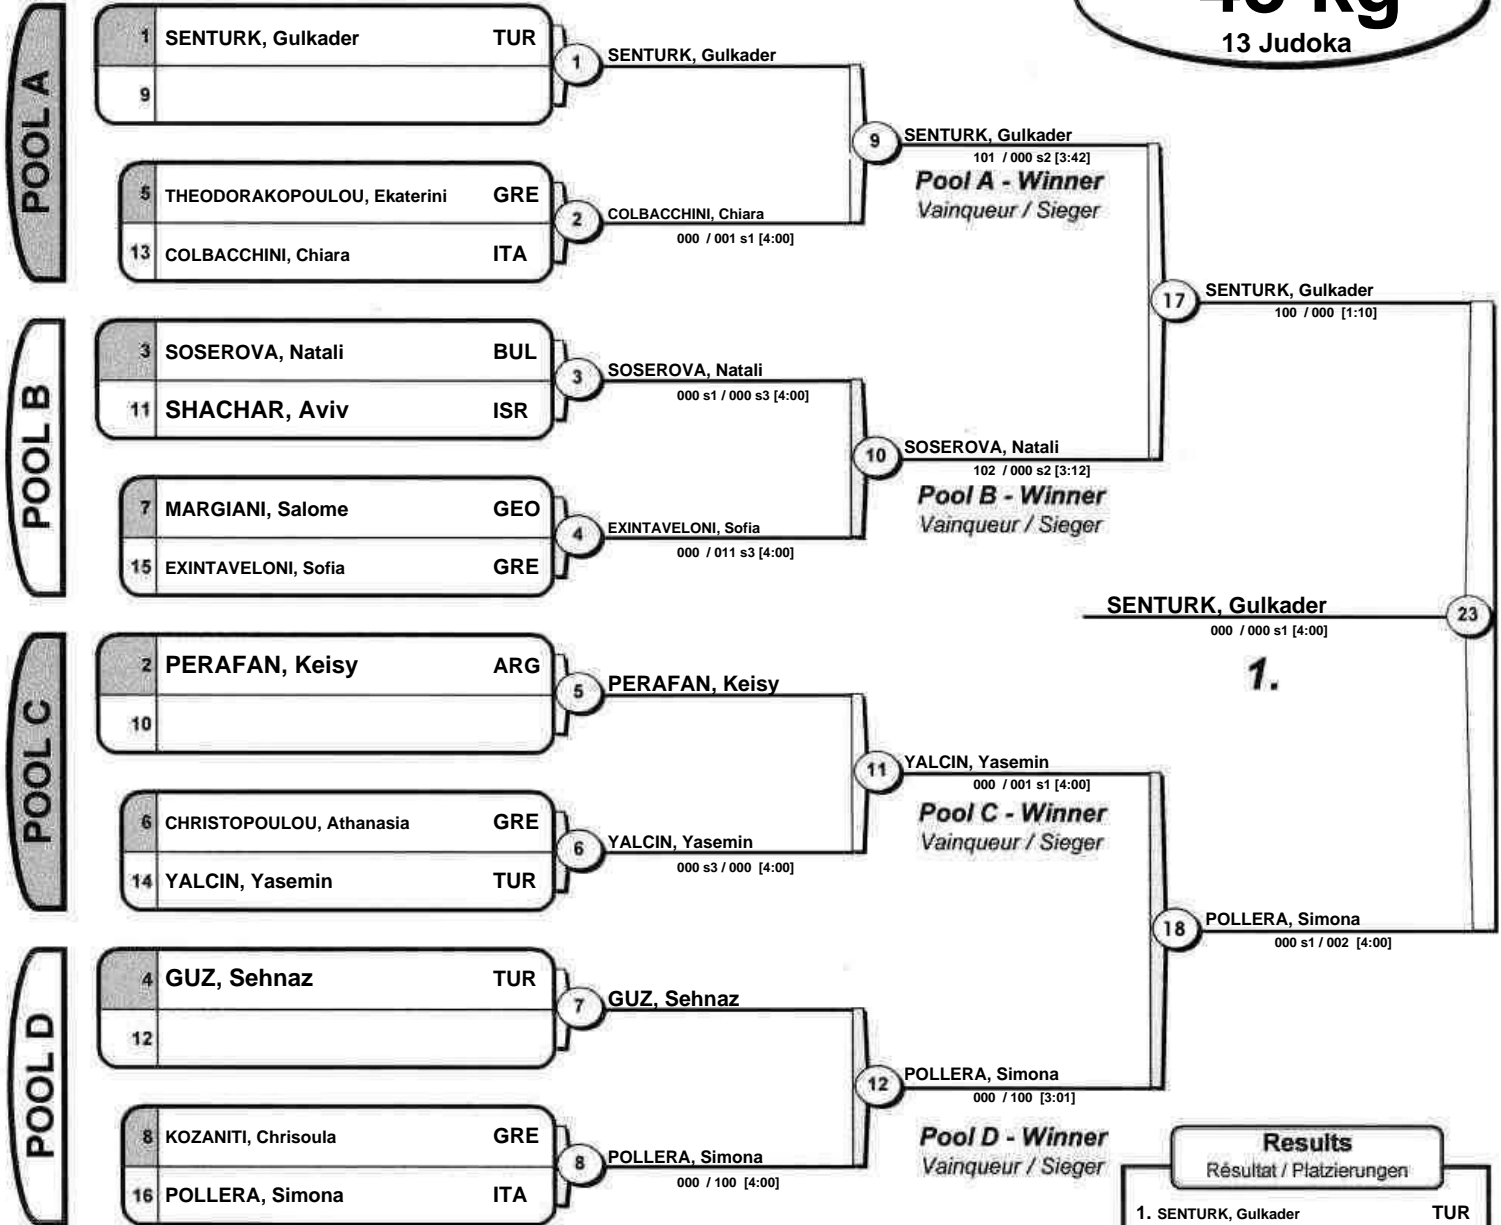 kg
13 Judoka
POOL A
1 SENTURK, Gulkader TUR
9
5 THEODORAKOPOULOU, Ekaterini GRE
13 COLBACCHINI, Chiara ITA
1
SENTURK, Gulkader
2
COLBACCHINI, Chiara
000 / 001 s1 [4:00]
9
SENTURK, Gulkader
101 / 000 s2 [3:42]
Pool A - Winner
Vainqueur / Sieger
POOL B
3 SOSEROVA, Natali BUL
11 SHACHAR, Aviv ISR
7 MARGIANI, Salome GEO
15 EXINTAVELONI, Sofia GRE
3
SOSEROVA, Natali
000 s1 / 000 s3 [4:00]
4
EXINTAVELONI, Sofia
000 / 011 s3 [4:00]
10
SOSEROVA, Natali
102 / 000 s2 [3:12]
Pool B - Winner
Vainqueur / Sieger
17
SENTURK, Gulkader
100 / 000 [1:10]
POOL C
2 PERAFAN, Keisy ARG
10
6 CHRISTOPOULOU, Athanasia GRE
14 YALCIN, Yasemin TUR
5
PERAFAN, Keisy
6
YALCIN, Yasemin
000 s3 / 000 [4:00]
11
YALCIN, Yasemin
000 / 001 s1 [4:00]
Pool C - Winner
Vainqueur / Sieger
POOL D
4 GUZ, Sehnaz TUR
12
8 KOZANITI, Chrisoula GRE
16 POLLERA, Simona ITA
7
GUZ, Sehnaz
8
POLLERA, Simona
000 / 100 [4:00]
12
POLLERA, Simona
000 / 100 [3:01]
Pool D - Winner
Vainqueur / Sieger
18
POLLERA, Simona
000 s1 / 002 [4:00]
23
SENTURK, Gulkader
000 / 000 s1 [4:00]
1.
Results
Résultat / Platzierungen
1. SENTURK, Gulkader TUR